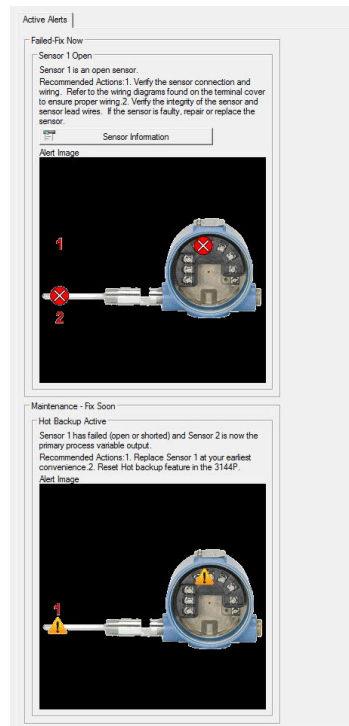 Active Alerts
Failed-Fix Now
Sensor 1 Open
Sensor 1 is an open sensor.
Recommended Actions:1. Verify the sensor connection and
wiring.  Refer to the wiring diagrams found on the terminal cover
to ensure proper wiring.2. Verify the integrity of the sensor and
sensor lead wires.  If the sensor is faulty, repair or replace the
sensor.
Sensor Information
Alert Image
1
2
Maintenance - Fix Soon
Hot Backup Active
Sensor 1 has failed (open or shorted) and Sensor 2 is now the
primary process variable output.
Recommended Actions:1. Replace Sensor 1 at your earliest
convenience.2. Reset Hot backup feature in the 3144P.
Alert Image
1